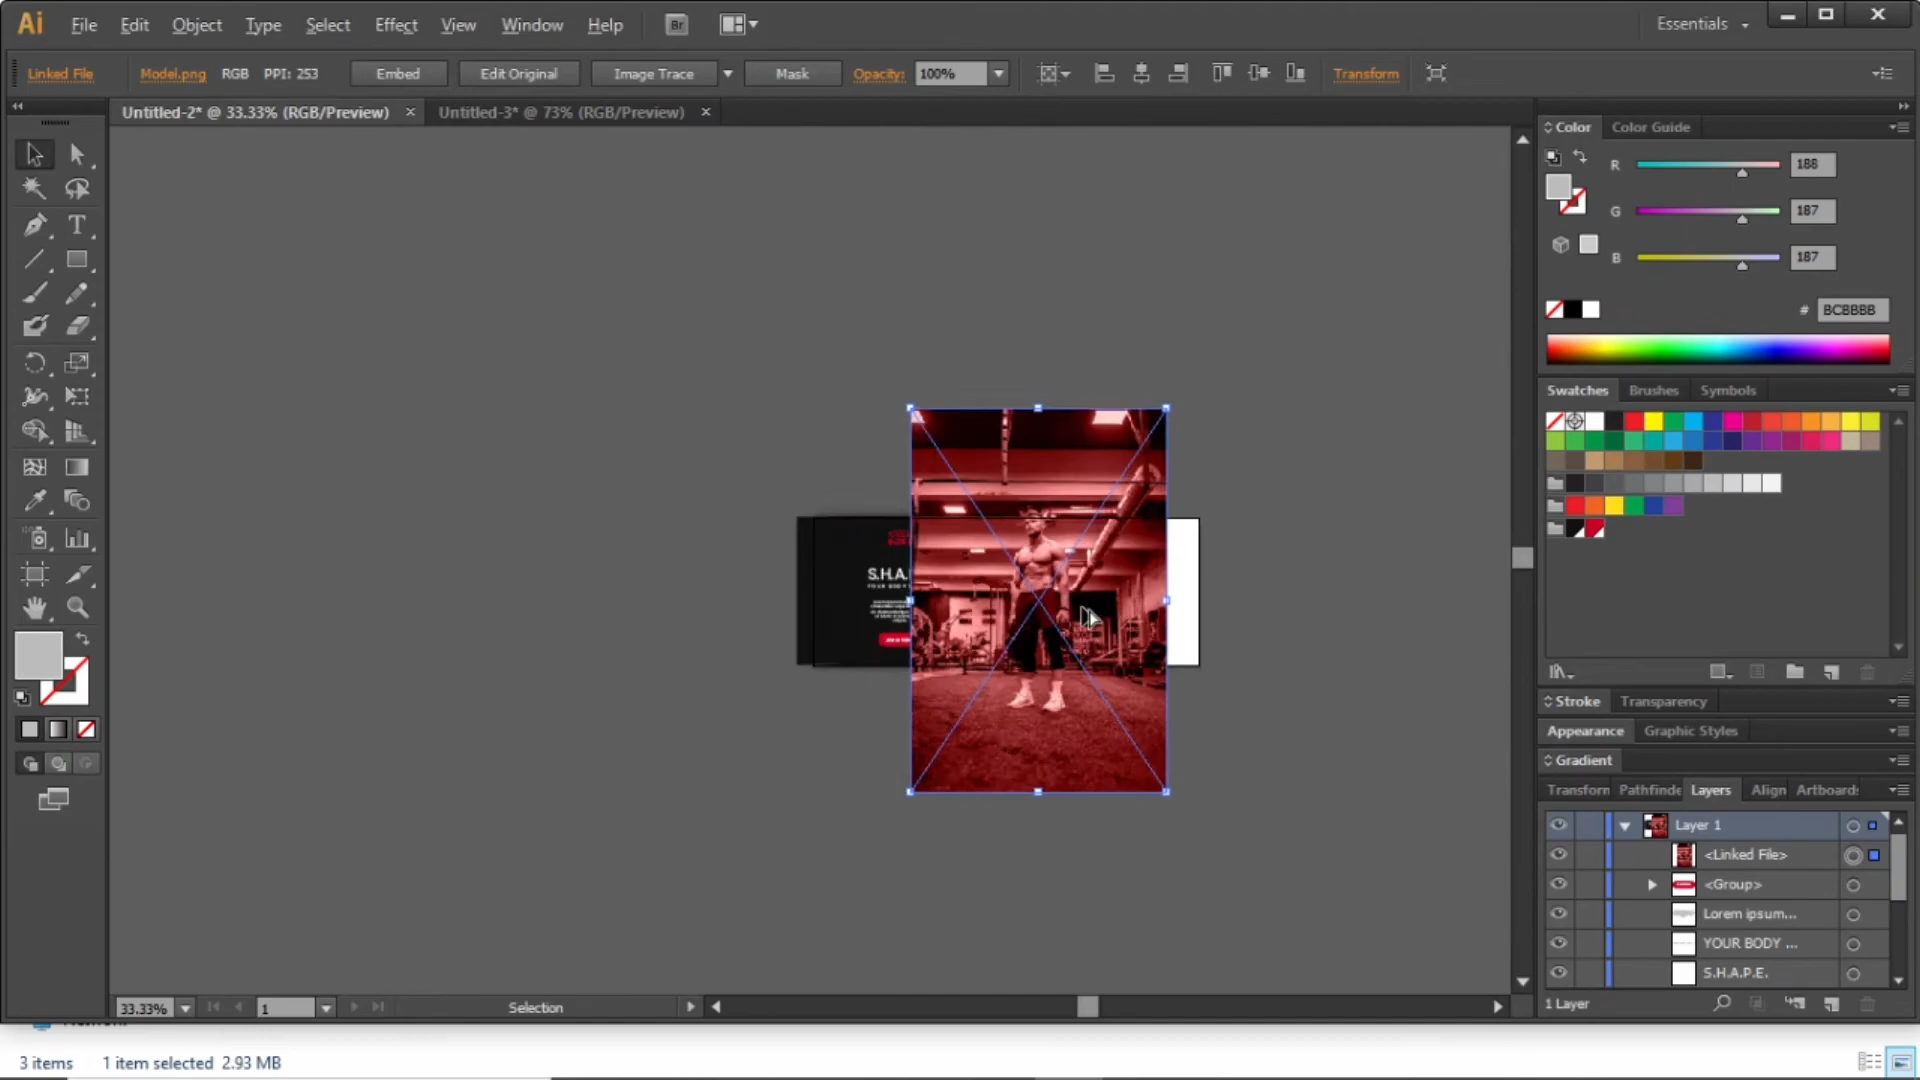 Ai File Edit Object Type Select Effect View Window Help Br Essentials
Linked File Model.png RGB PPI: 253 Embed Edit Original Image Trace Mask Opacity: 100% Transform
Untitled-2* @ 33.33% (RGB/Preview) Untitled-3* @ 73% (RGB/Preview)
Color Color Guide
R 188
G 187
B 187
# BCBBBB
Swatches Brushes Symbols
S.H.A.
Stroke Transparency
Appearance Graphic Styles
Gradient
Transform Pathfinde Layers Align Artboards
Layer 1
<Linked File>
<Group>
Lorem ipsum...
YOUR BODY ...
S.H.A.P.E.
33.33% 1 Selection 1 Layer
3 items 1 item selected 2.93 MB